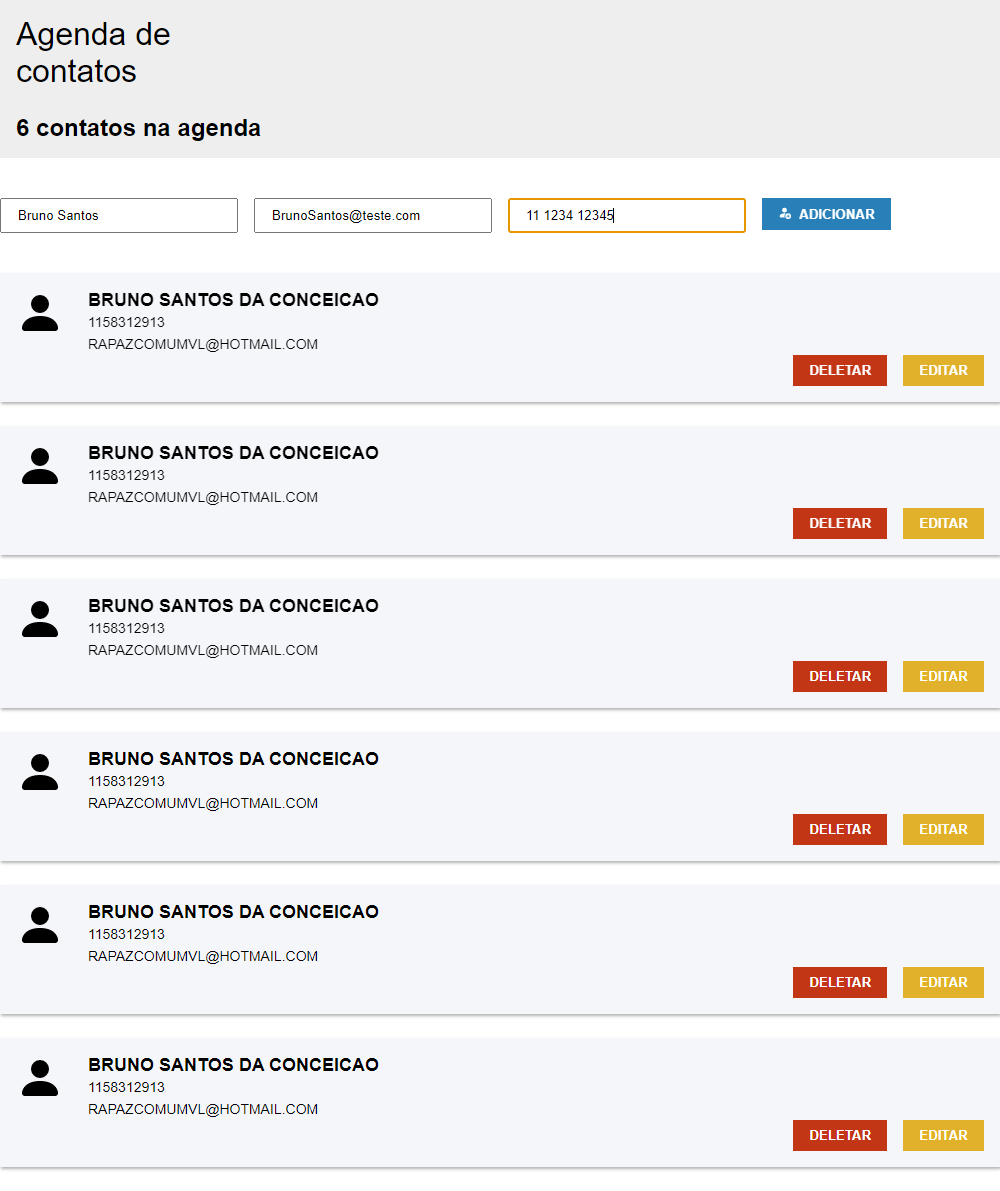 Agenda de
contatos
6 contatos na agenda
Bruno Santos BrunoSantos@teste.com 11 1234 12345 ADICIONAR
BRUNO SANTOS DA CONCEICAO
1158312913
RAPAZCOMUMVL@HOTMAIL.COM
DELETAR EDITAR
BRUNO SANTOS DA CONCEICAO
1158312913
RAPAZCOMUMVL@HOTMAIL.COM
DELETAR EDITAR
BRUNO SANTOS DA CONCEICAO
1158312913
RAPAZCOMUMVL@HOTMAIL.COM
DELETAR EDITAR
BRUNO SANTOS DA CONCEICAO
1158312913
RAPAZCOMUMVL@HOTMAIL.COM
DELETAR EDITAR
BRUNO SANTOS DA CONCEICAO
1158312913
RAPAZCOMUMVL@HOTMAIL.COM
DELETAR EDITAR
BRUNO SANTOS DA CONCEICAO
1158312913
RAPAZCOMUMVL@HOTMAIL.COM
DELETAR EDITAR